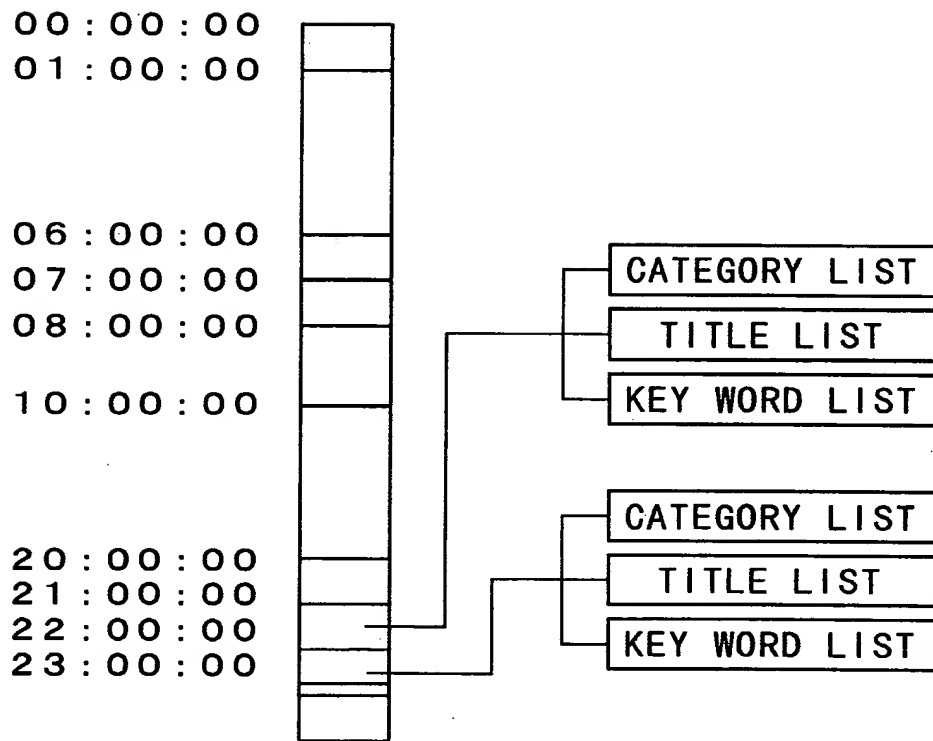 00:00:00
01:00:00
06:00:00
07:00:00
08:00:00
10:00:00
20:00:00
21:00:00
22:00:00
23:00:00
CATEGORY LIST
TITLE LIST
KEY WORD LIST
CATEGORY LIST
TITLE LIST
KEY WORD LIST